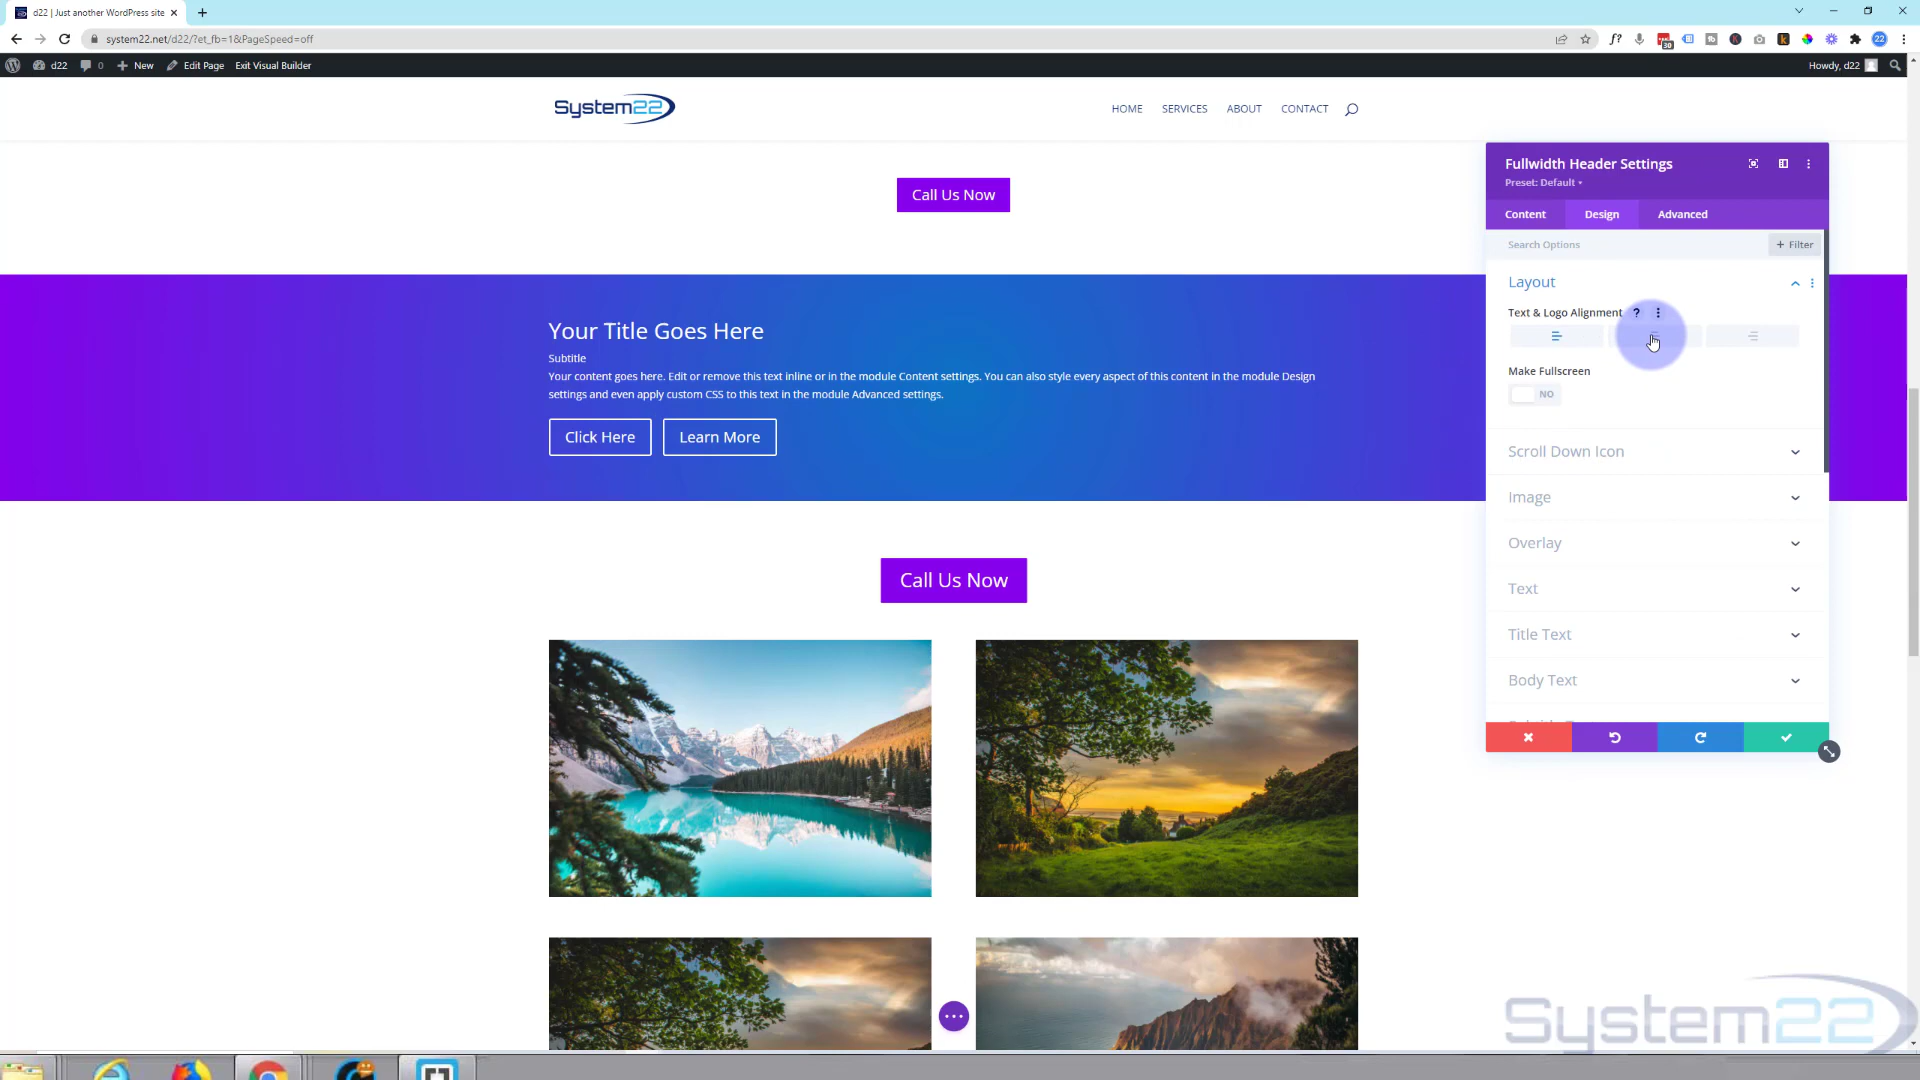 d22 | Just another WordPress site
system22.net/d22/?et_fb=1&PageSpeed=off
f?
30
22
d22
0
New
Edit Page
Exit Visual Builder
Howdy, d22
System22
HOME
SERVICES
ABOUT
CONTACT
Call Us Now
Fullwidth Header Settings
Preset: Default
Content
Design
Advanced
Search Options
+ Filter
Layout
Text & Logo Alignment
?
Make Fullscreen
NO
Scroll Down Icon
Image
Overlay
Text
Title Text
Body Text
Your Title Goes Here
Subtitle
Your content goes here. Edit or remove this text inline or in the module Content settings. You can also style every aspect of this content in the module Design
settings and even apply custom CSS to this text in the module Advanced settings.
Click Here
Learn More
Call Us Now
System22